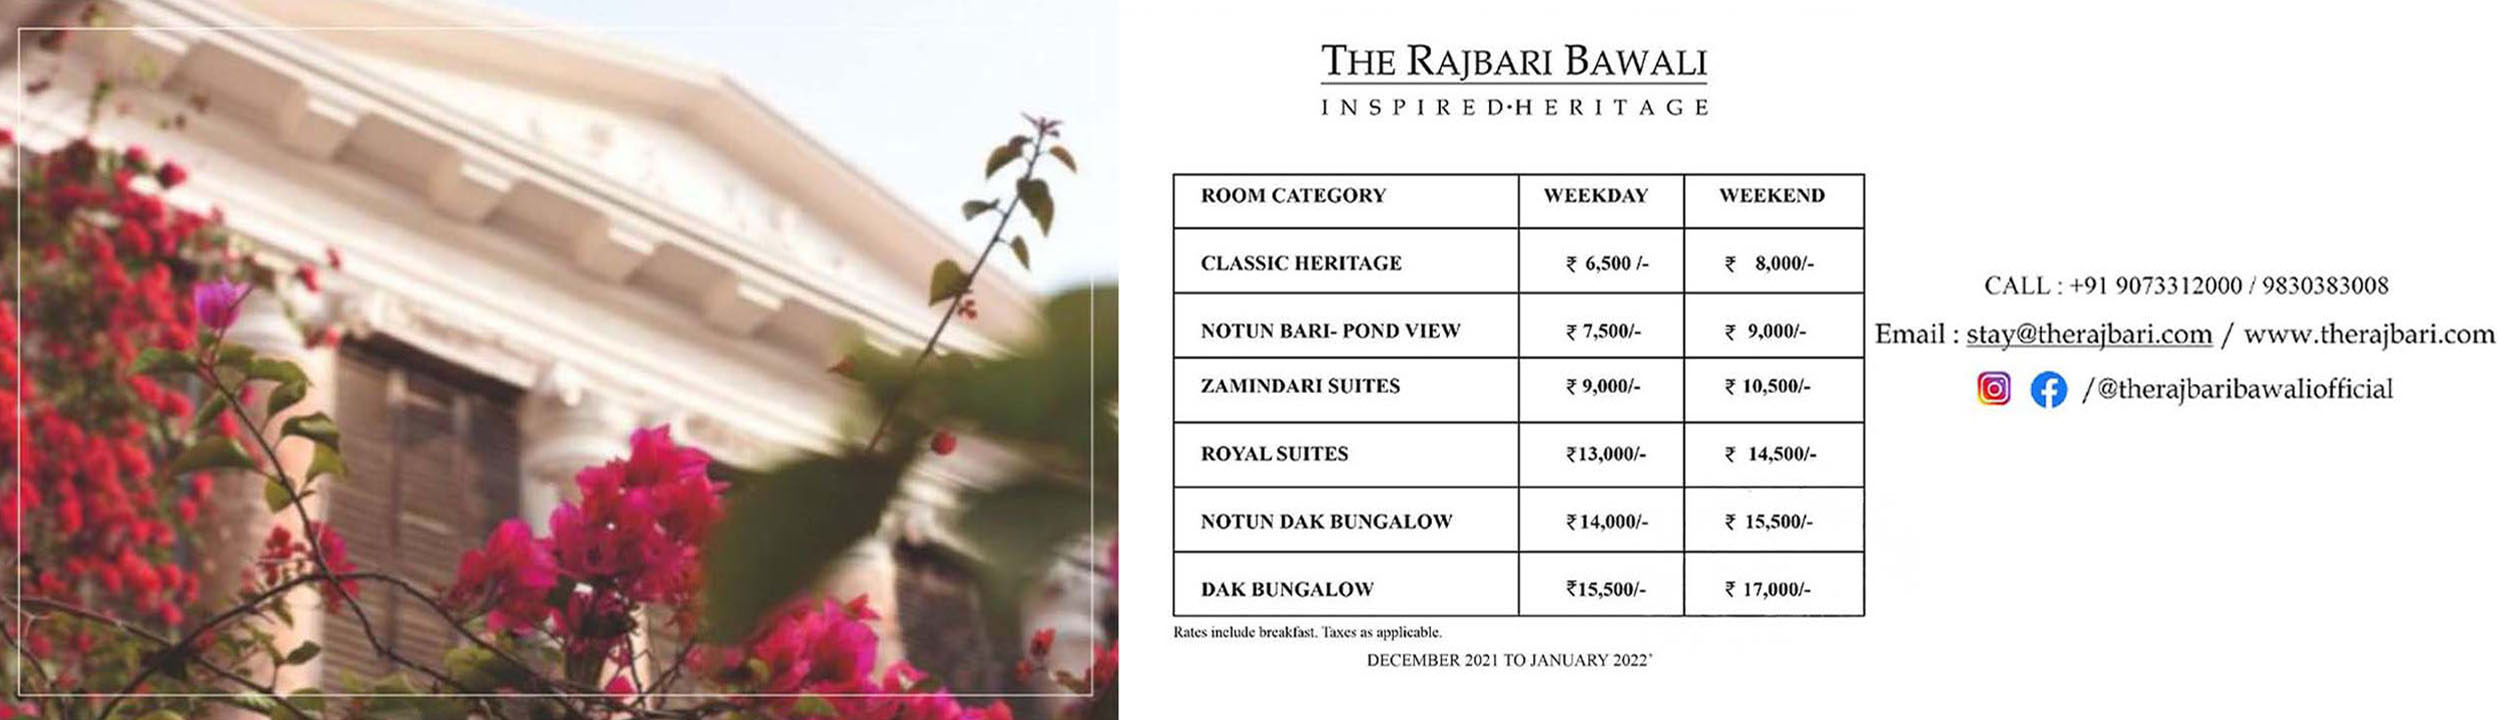 THE RAJBARI BAWALI
INSPIRED·HERITAGE
ROOM CATEGORY WEEKDAY WEEKEND
CLASSIC HERITAGE ₹ 6,500 /- ₹ 8,000/-
NOTUN BARI- POND VIEW ₹ 7,500/- ₹ 9,000/-
ZAMINDARI SUITES ₹ 9,000/- ₹ 10,500/-
ROYAL SUITES ₹13,000/- ₹ 14,500/-
NOTUN DAK BUNGALOW ₹14,000/- ₹ 15,500/-
DAK BUNGALOW ₹15,500/- ₹ 17,000/-
Rates include breakfast. Taxes as applicable.
DECEMBER 2021 TO JANUARY 2022*
CALL : +91 9073312000 / 9830383008
Email : stay@therajbari.com / www.therajbari.com
/@therajbaribawaliofficial